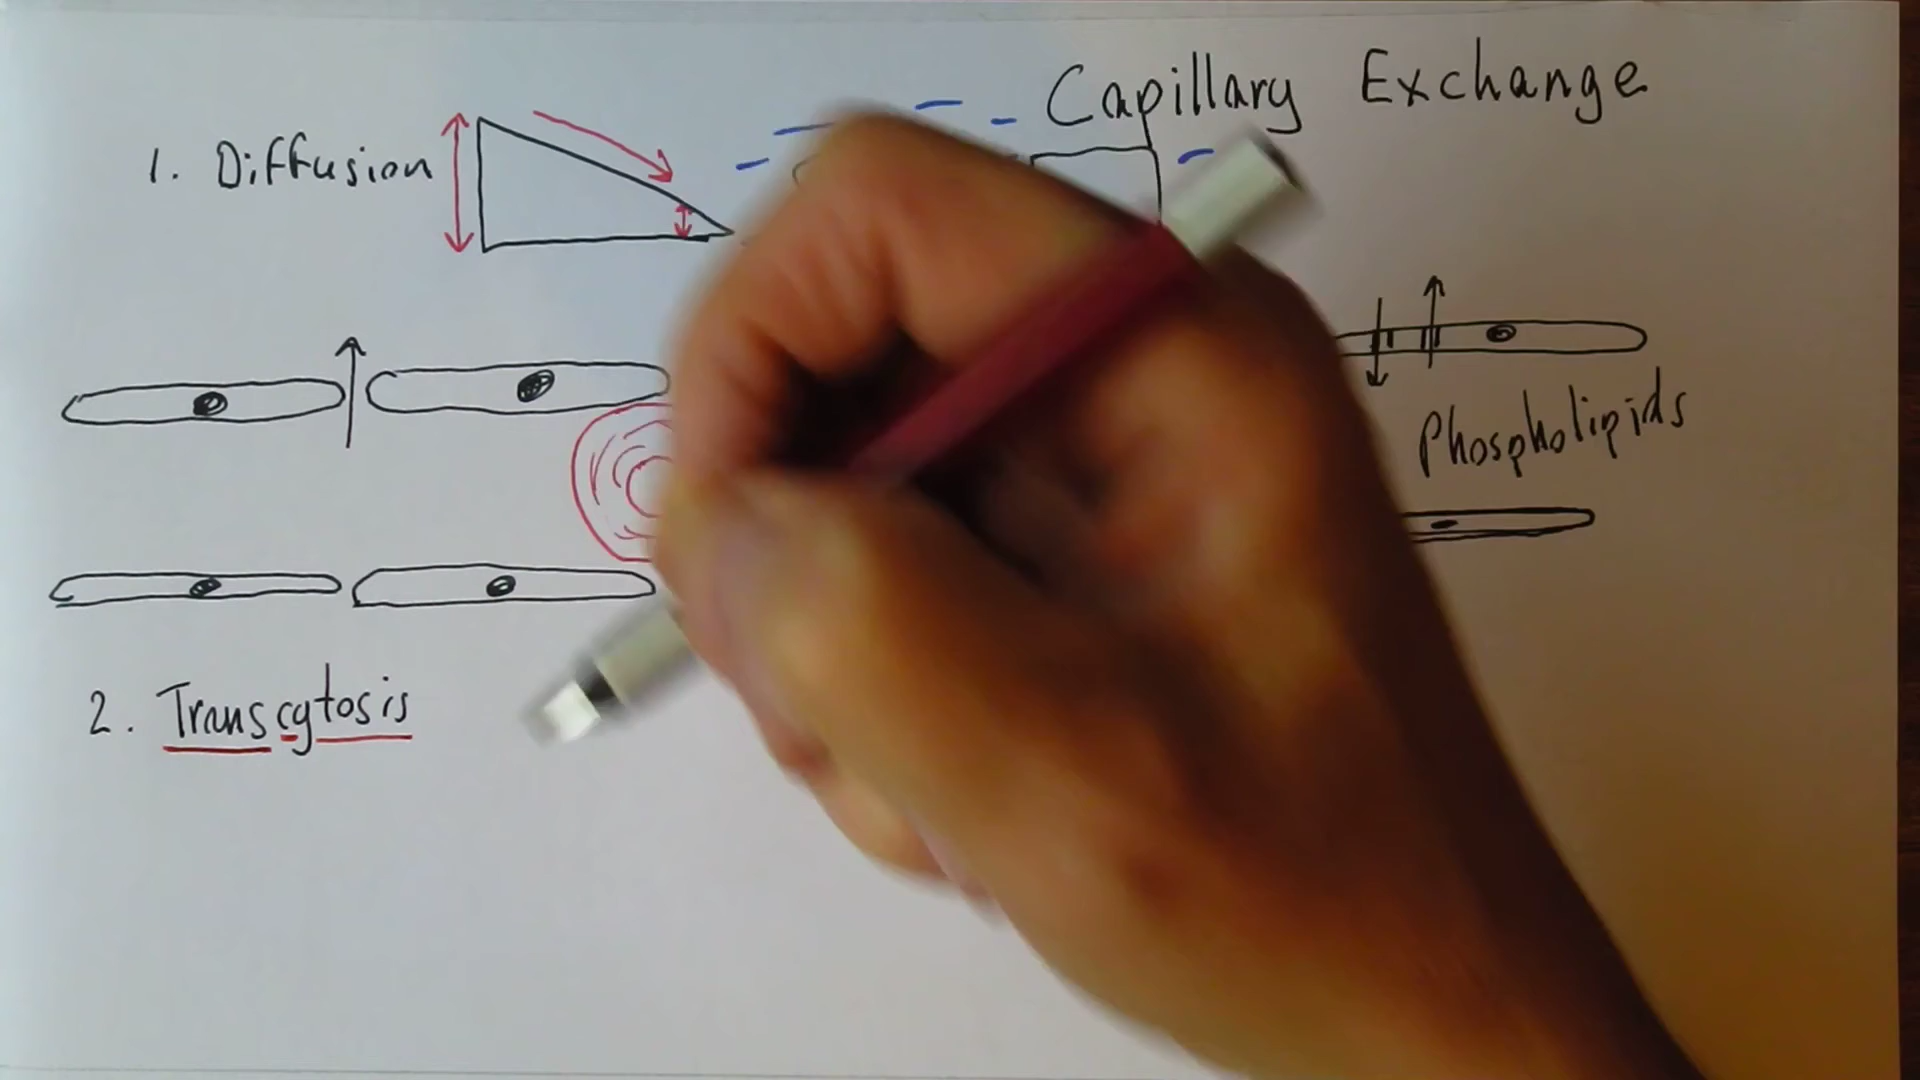 Capillary Exchange
1. Diffusion
Phospholipids
2. Transcytosis